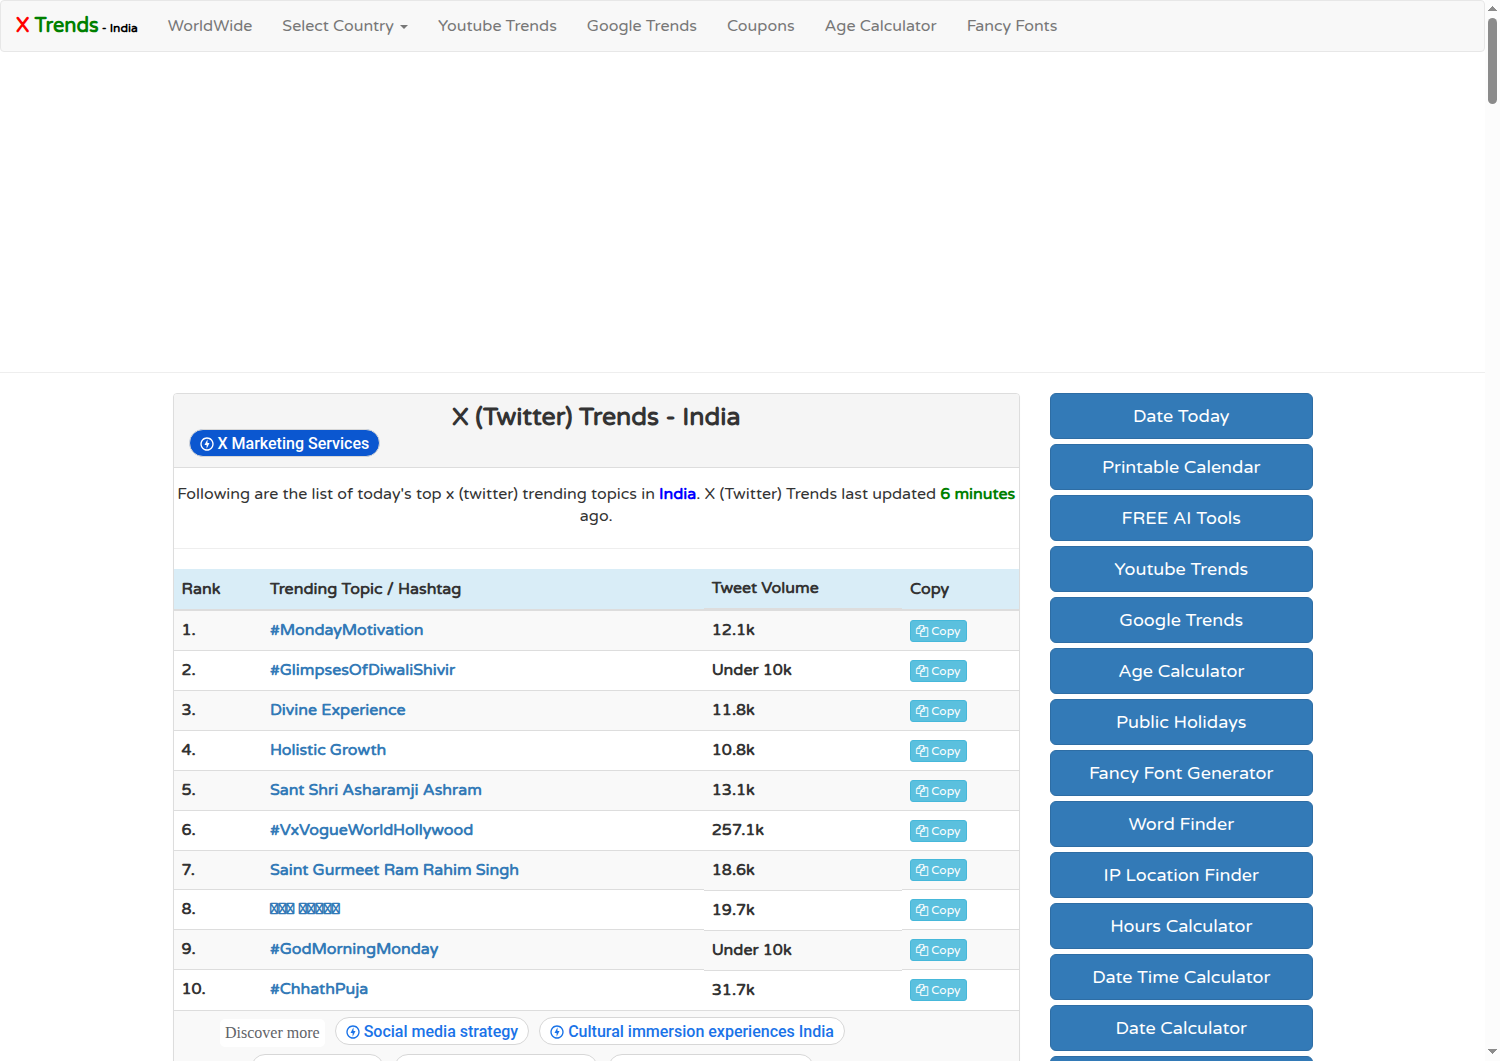 X Trends - India
WorldWide
Select Country
Youtube Trends
Google Trends
Coupons
Age Calculator
Fancy Fonts
X (Twitter) Trends - India
X Marketing Services
Following are the list of today's top x (twitter) trending topics in India. X (Twitter) Trends last updated 6 minutes
ago.
Rank Trending Topic / Hashtag Tweet Volume Copy
1. #MondayMotivation 12.1k Copy
2. #GlimpsesOfDiwaliShivir Under 10k Copy
3. Divine Experience 11.8k Copy
4. Holistic Growth 10.8k Copy
5. Sant Shri Asharamji Ashram 13.1k Copy
6. #VxVogueWorldHollywood 257.1k Copy
7. Saint Gurmeet Ram Rahim Singh 18.6k Copy
8. 19.7k Copy
9. #GodMorningMonday Under 10k Copy
10. #ChhathPuja 31.7k Copy
Discover more
Social media strategy
Cultural immersion experiences India
Date Today
Printable Calendar
FREE AI Tools
Youtube Trends
Google Trends
Age Calculator
Public Holidays
Fancy Font Generator
Word Finder
IP Location Finder
Hours Calculator
Date Time Calculator
Date Calculator